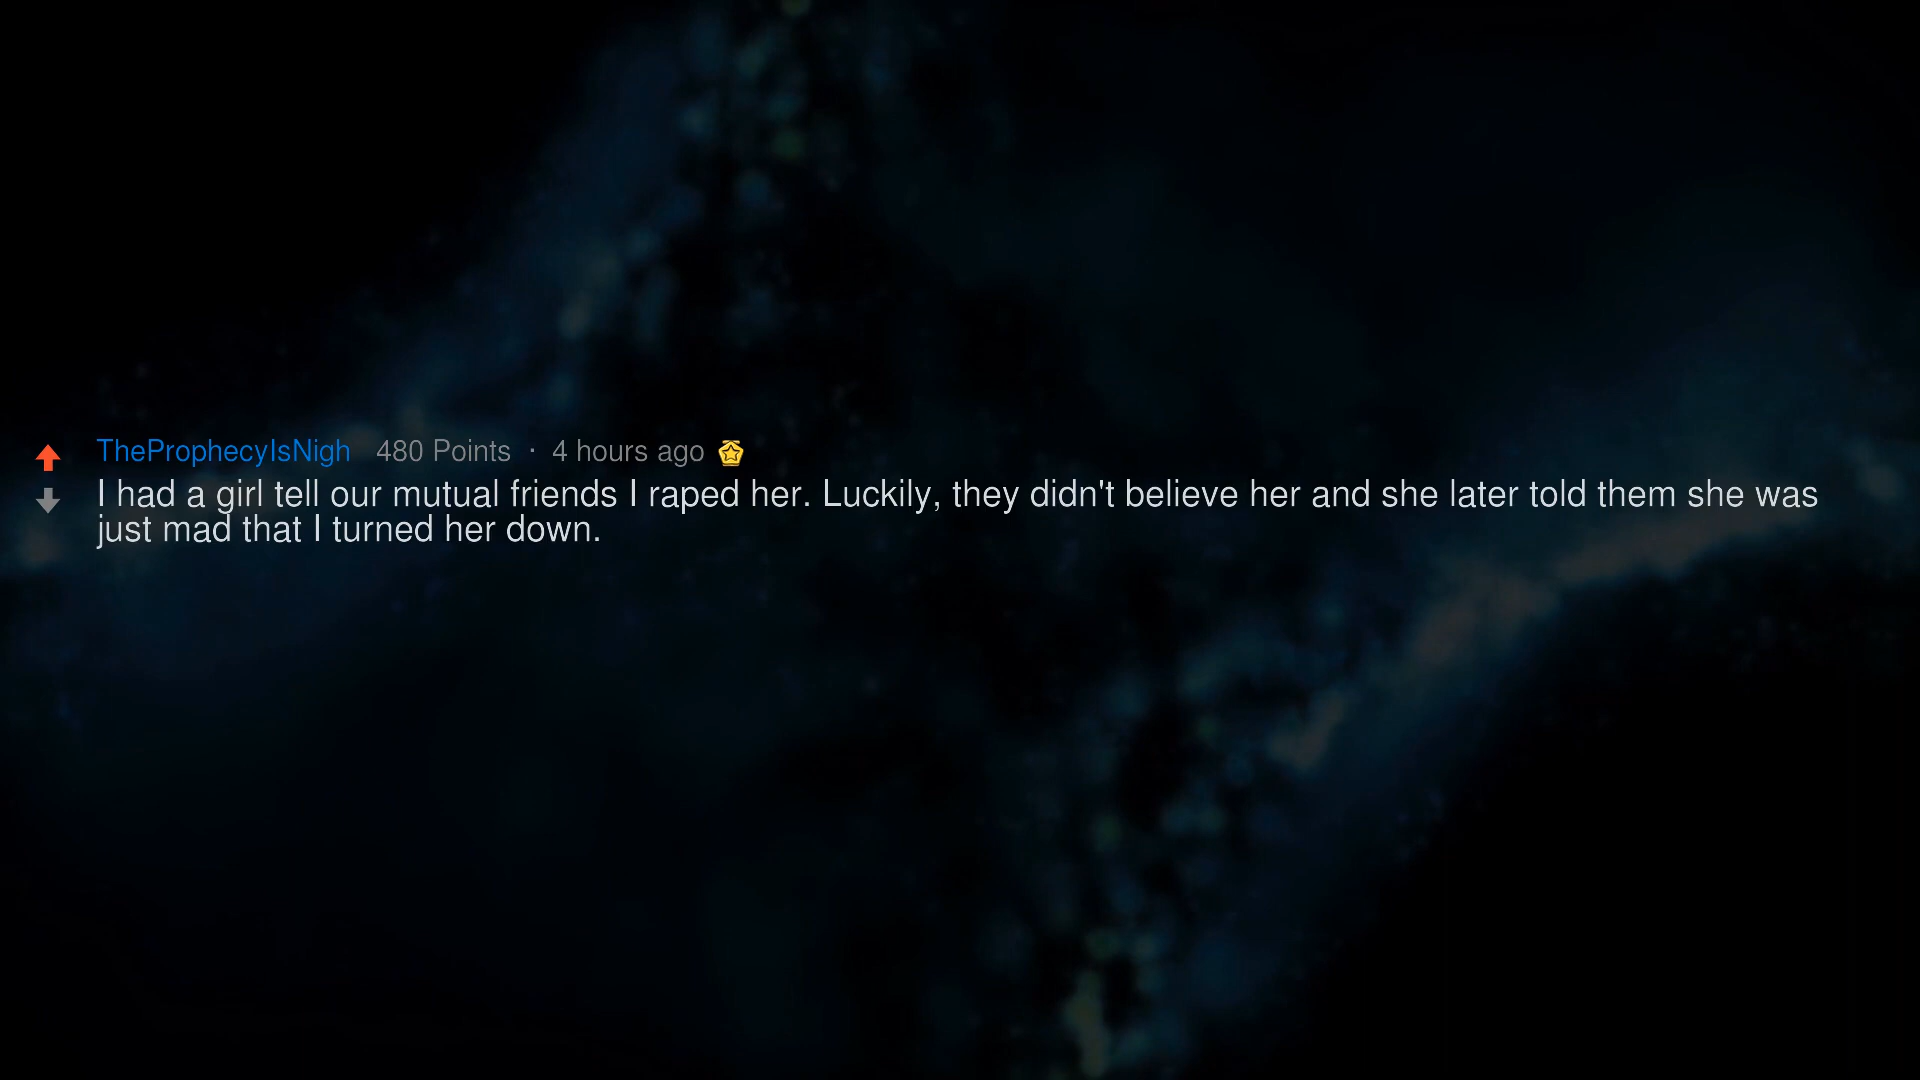 TheProphecyIsNigh 480 Points · 4 hours ago
I had a girl tell our mutual friends I raped her. Luckily, they didn't believe her and she later told them she was
just mad that I turned her down.